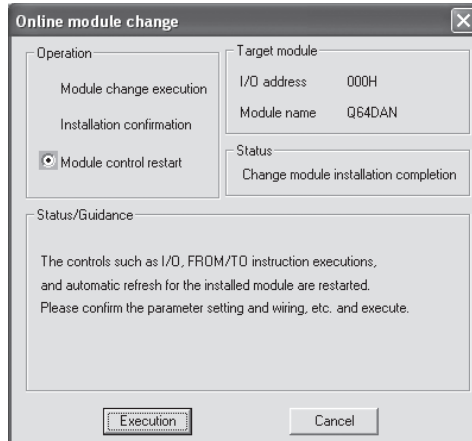 Online module change
Operation
Module change execution
Installation confirmation
Module control restart
Target module
I/O address 000H
Module name Q64DAN
Status
Change module installation completion
Status/Guidance
The controls such as I/O, FROM/TO instruction executions,
and automatic refresh for the installed module are restarted.
Please confirm the parameter setting and wiring, etc. and execute.
Execution
Cancel